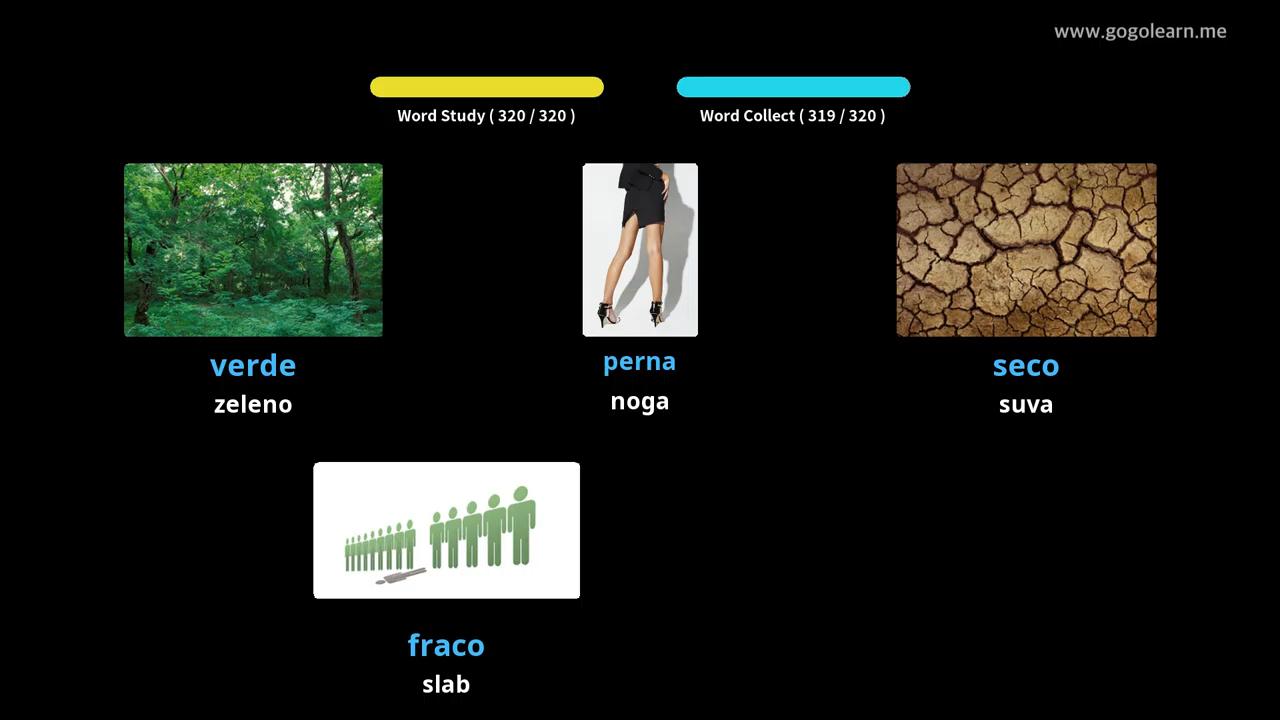 www.gogolearn.me
Word Study ( 320 / 320 )
Word Collect ( 319 / 320 )
verde
zeleno
perna
noga
seco
suva
fraco
slab